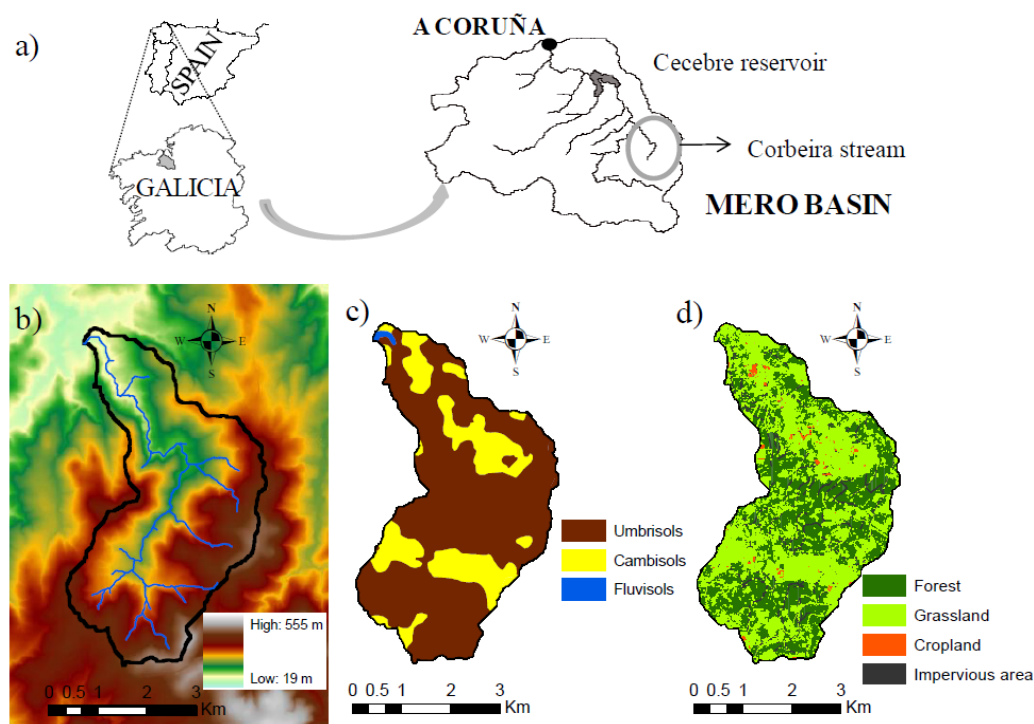 a)
SPAIN
GALICIA
A CORUÑA
Cecebre reservoir
Corbeira stream
MERO BASIN
b)
N
W E
S
High: 555 m
Low: 19 m
0 0.5 1 2 3
Km
c)
N
W E
S
Umbrisols
Cambisols
Fluvisols
0 0.5 1 2 3
Km
d)
N
W E
S
Forest
Grassland
Cropland
Impervious area
0 0.5 1 2 3
Km